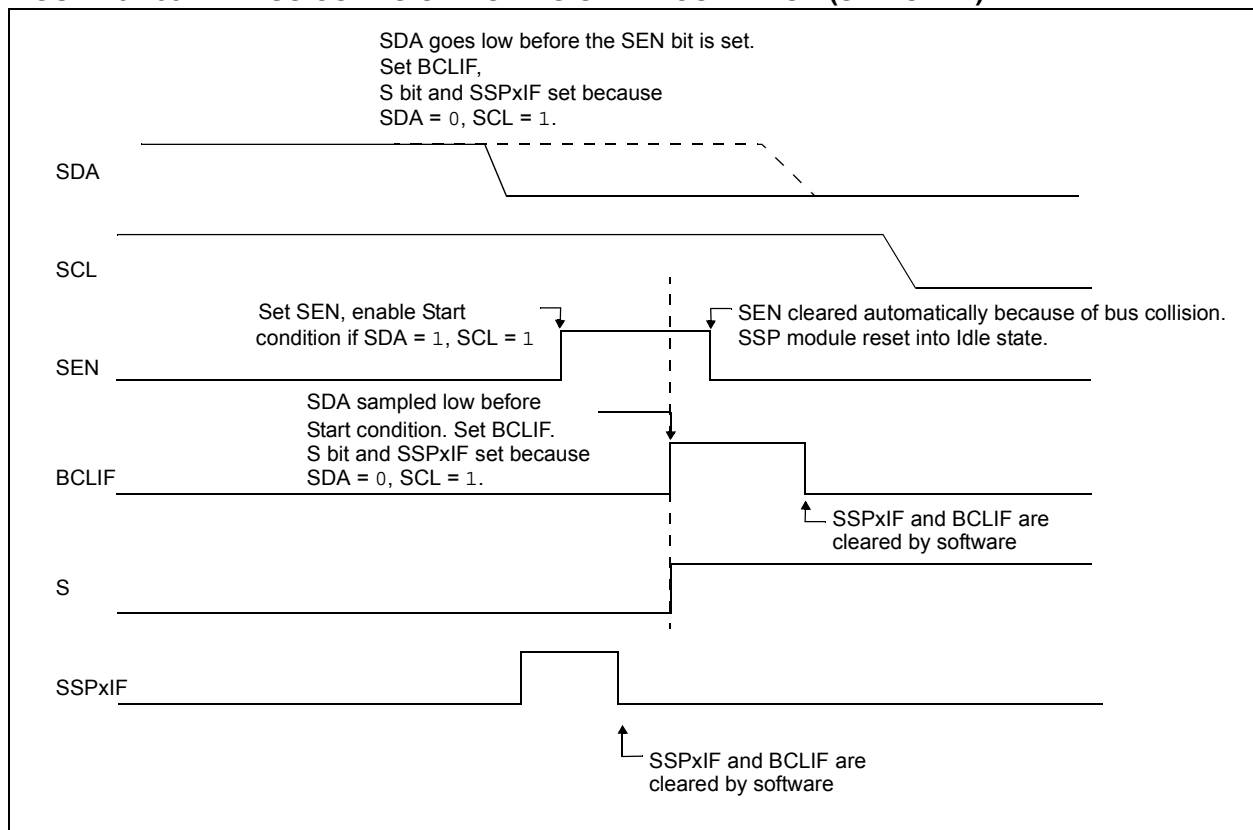 SDA goes low before the SEN bit is set.
Set BCLIF,
S bit and SSPxIF set because
SDA = 0, SCL = 1.
SDA
SCL
Set SEN, enable Start
condition if SDA = 1, SCL = 1
SEN cleared automatically because of bus collision.
SSP module reset into Idle state.
SEN
SDA sampled low before
Start condition. Set BCLIF.
S bit and SSPxIF set because
SDA = 0, SCL = 1.
BCLIF
SSPxIF and BCLIF are
cleared by software
S
SSPxIF
SSPxIF and BCLIF are
cleared by software